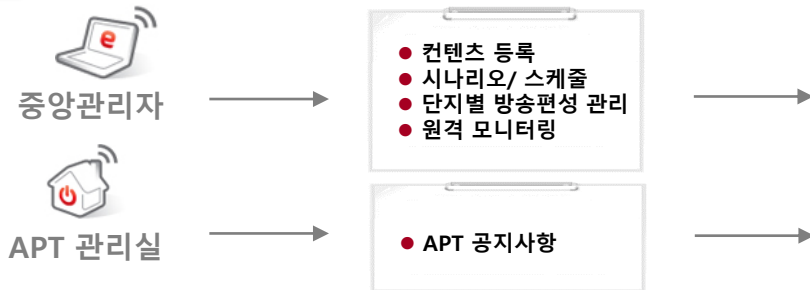 e
중앙관리자
● 컨텐츠 등록
● 시나리오/ 스케줄
● 단지별 방송편성 관리
● 원격 모니터링
APT 관리실
● APT 공지사항